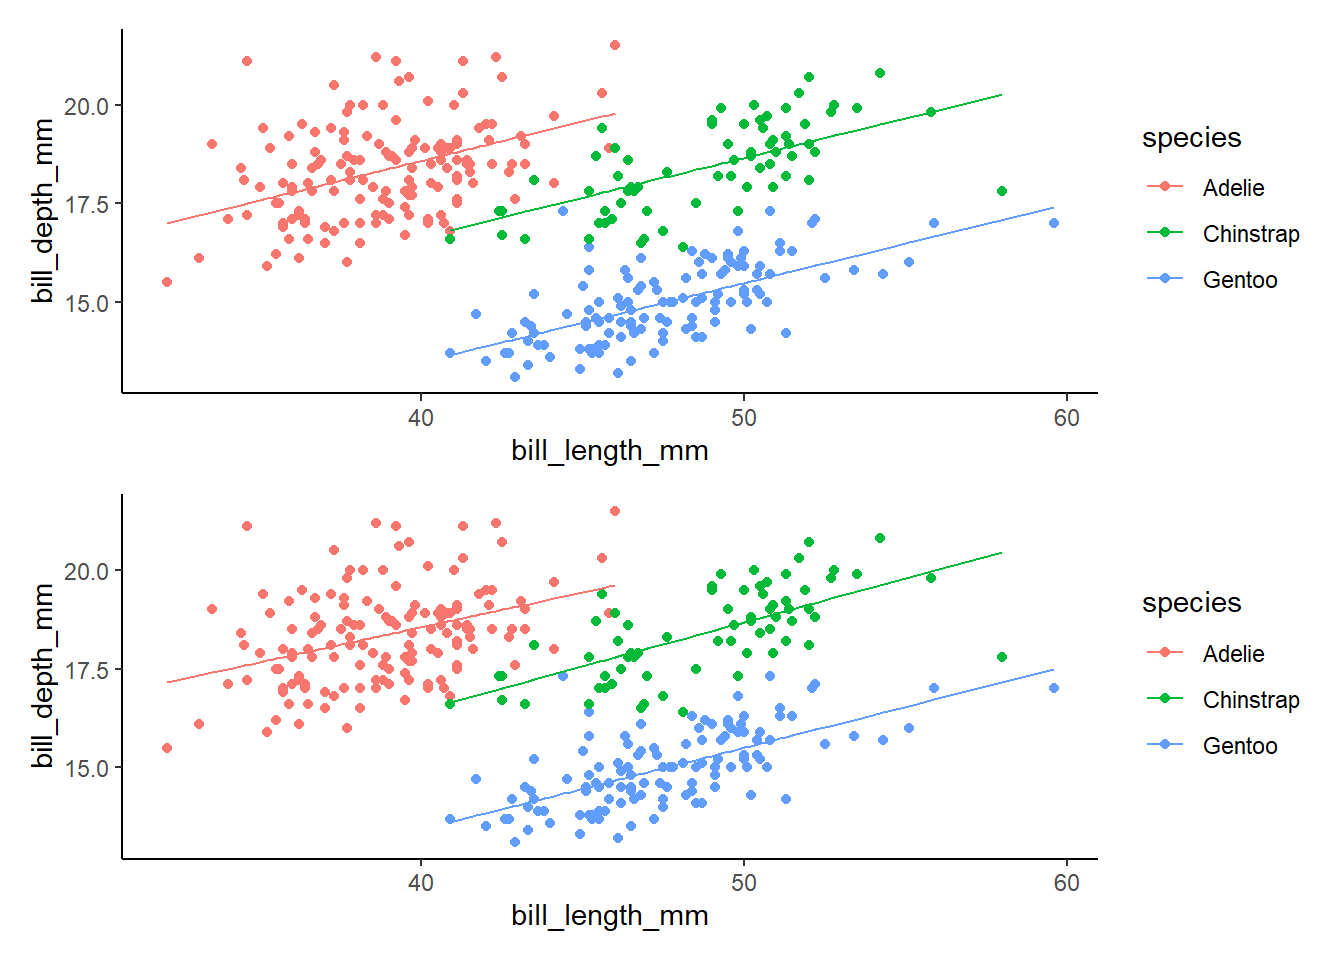 bill_depth_mm
20.0
17.5
15.0
40 50 60
bill_length_mm
species
Adelie
Chinstrap
Gentoo
bill_depth_mm
20.0
17.5
15.0
40 50 60
bill_length_mm
species
Adelie
Chinstrap
Gentoo